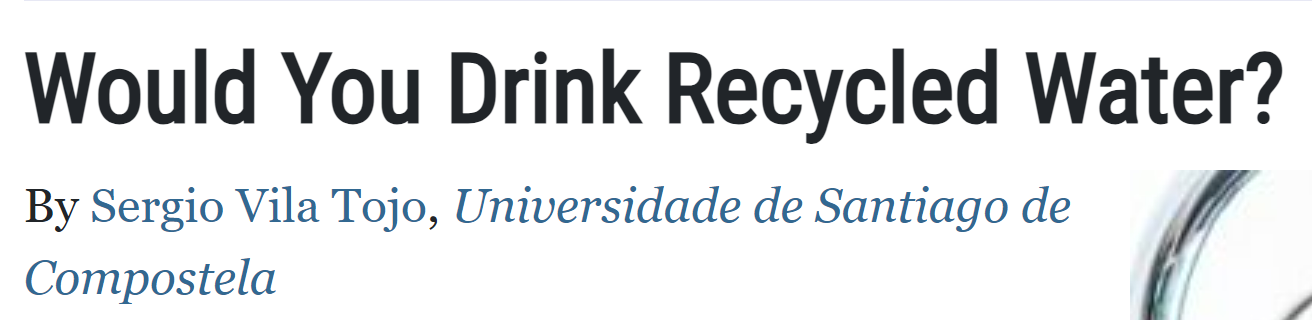 Would You Drink Recycled Water?
By Sergio Vila Tojo, Universidade de Santiago de
Compostela